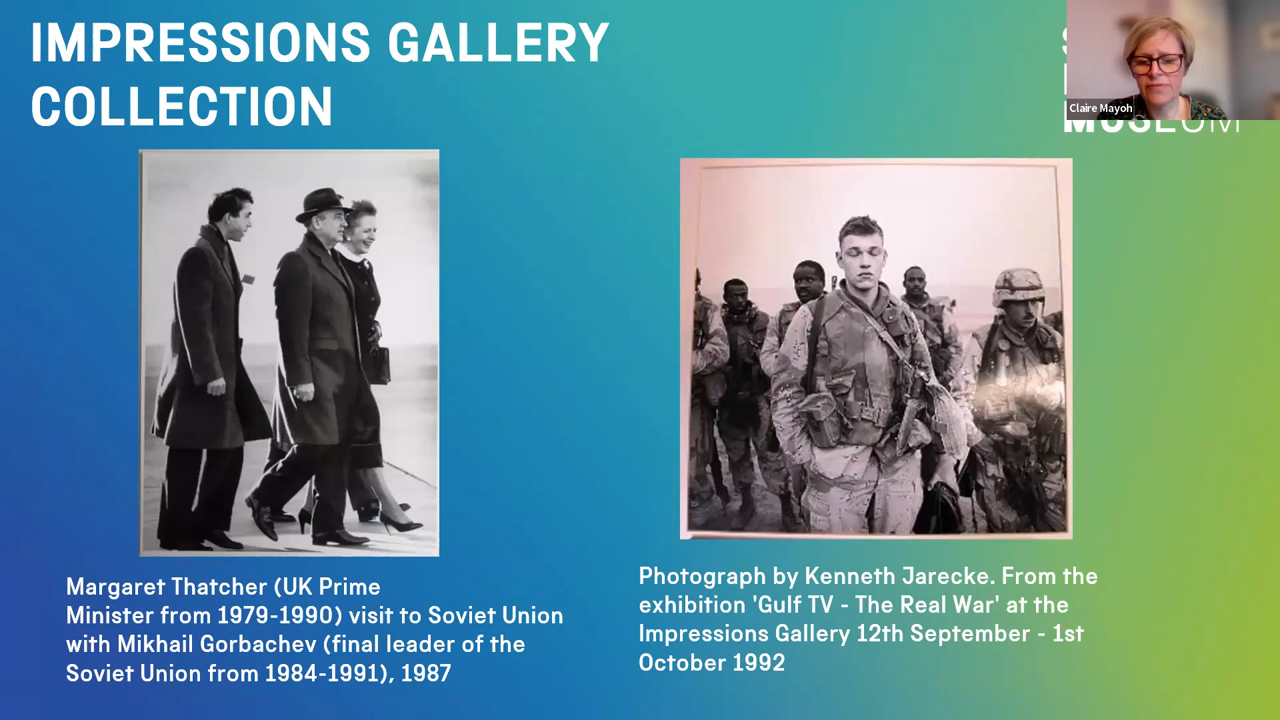 IMPRESSIONS GALLERY
COLLECTION
Claire Mayoh
MUSEUM
Margaret Thatcher (UK Prime
Minister from 1979-1990) visit to Soviet Union
with Mikhail Gorbachev (final leader of the
Soviet Union from 1984-1991), 1987
Photograph by Kenneth Jarecke. From the
exhibition 'Gulf TV - The Real War' at the
Impressions Gallery 12th September - 1st
October 1992